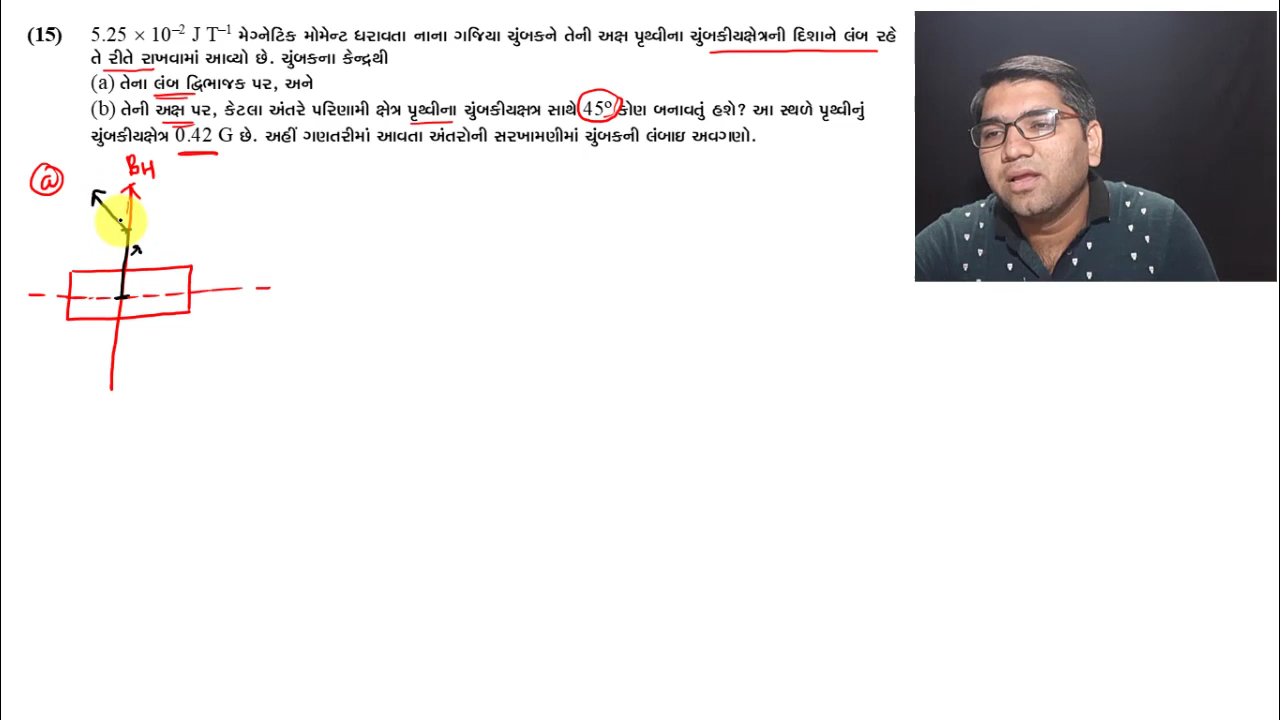 (15) 5.25 × 10⁻² J T⁻¹ મેગ્નેટિક મોમેન્ટ ધરાવતા નાના ગજિયા ચુંબકને તેની અક્ષ પૃથ્વીના ચુંબકીયક્ષેત્રની દિશાને લંબ રહે
તે રીતે રાખવામાં આવ્યો છે. ચુંબકના કેન્દ્રથી
(a) તેના લંબ દ્વિભાજક પર, અને
(b) તેની અક્ષ પર, કેટલા અંતરે પરિણામી ક્ષેત્ર પૃથ્વીના ચુંબકીયક્ષેત્ર સાથે 45° કોણ બનાવતું હશે? આ સ્થળે પૃથ્વીનું
ચુંબકીયક્ષેત્ર 0.42 G છે. અહીં ગણતરીમાં આવતા અંતરોની સરખામણીમાં ચુંબકની લંબાઇ અવગણો.
BH
(a)
r